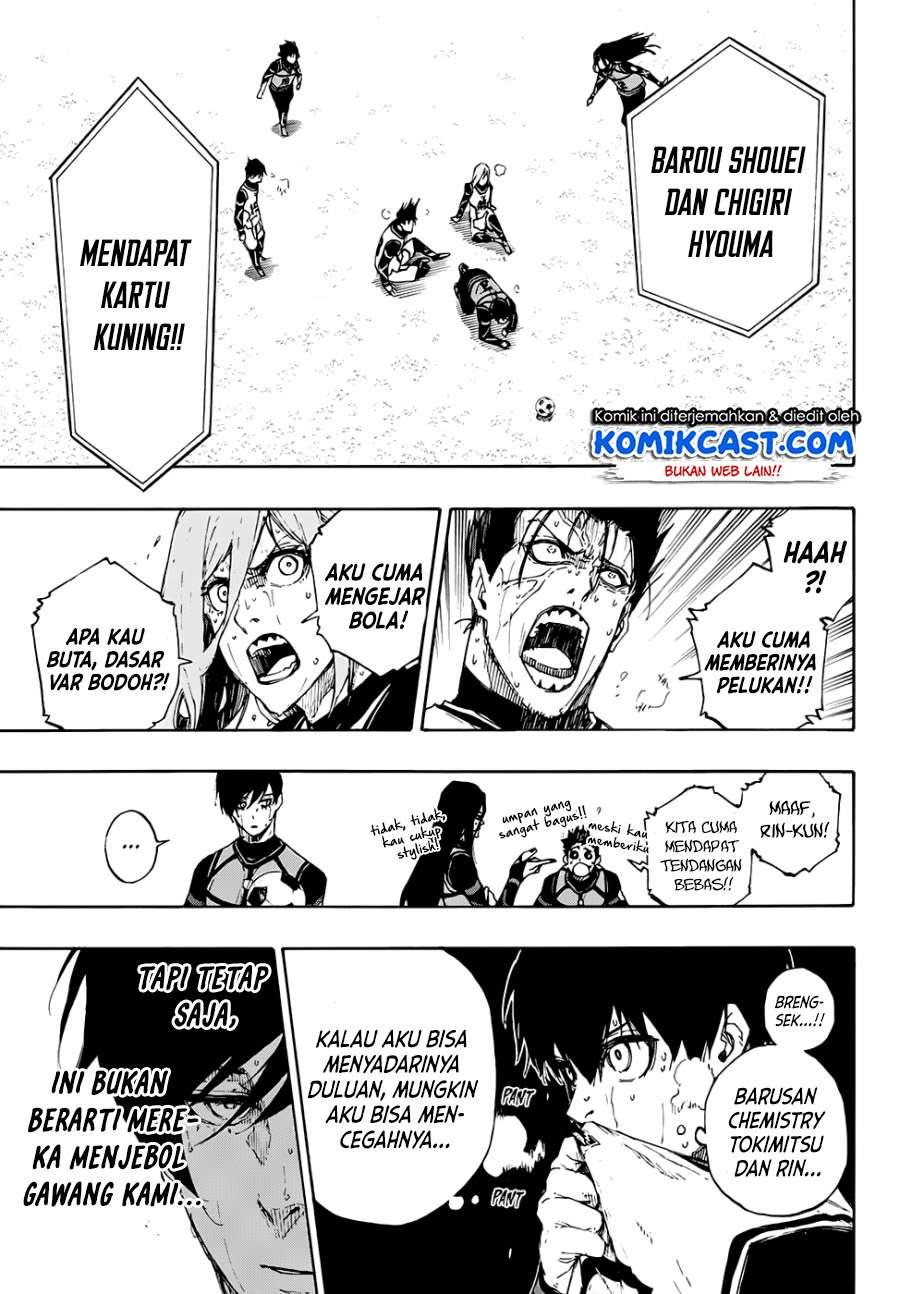 BAROU SHOUEI
DAN CHIGIRI
HYOUMA
MENDAPAT
KARTU
KUNING!!
Komik ini diterjemahkan & diedit oleh
KOMIKCAST.COM
BUKAN WEB LAIN!!
HAAH
?!
AKU CUMA
MEMBERINYA
PELUKAN!!
AKU CUMA
MENGEJAR
BOLA!
APA KAU
BUTA, DASAR
VAR BODOH?!
MAAF,
RIN-KUN!
KITA CUMA
MENDAPAT
TENDANGAN
BEBAS!!
meski kau
memberiku
umpan yang
sangat bagus!!
tidak, tidak,
kau cukup
stylish!
...
BRENG-
SEK...!!
BARUSAN
CHEMISTRY
TOKIMITSU
DAN RIN...
PANT
PANT
KALAU AKU BISA
MENYADARINYA
DULUAN, MUNGKIN
AKU BISA MEN-
CEGAHNYA...
TAPI TETAP
SAJA,
INI BUKAN
BERARTI MERE-
KA MENJEBOL
GAWANG KAMI...